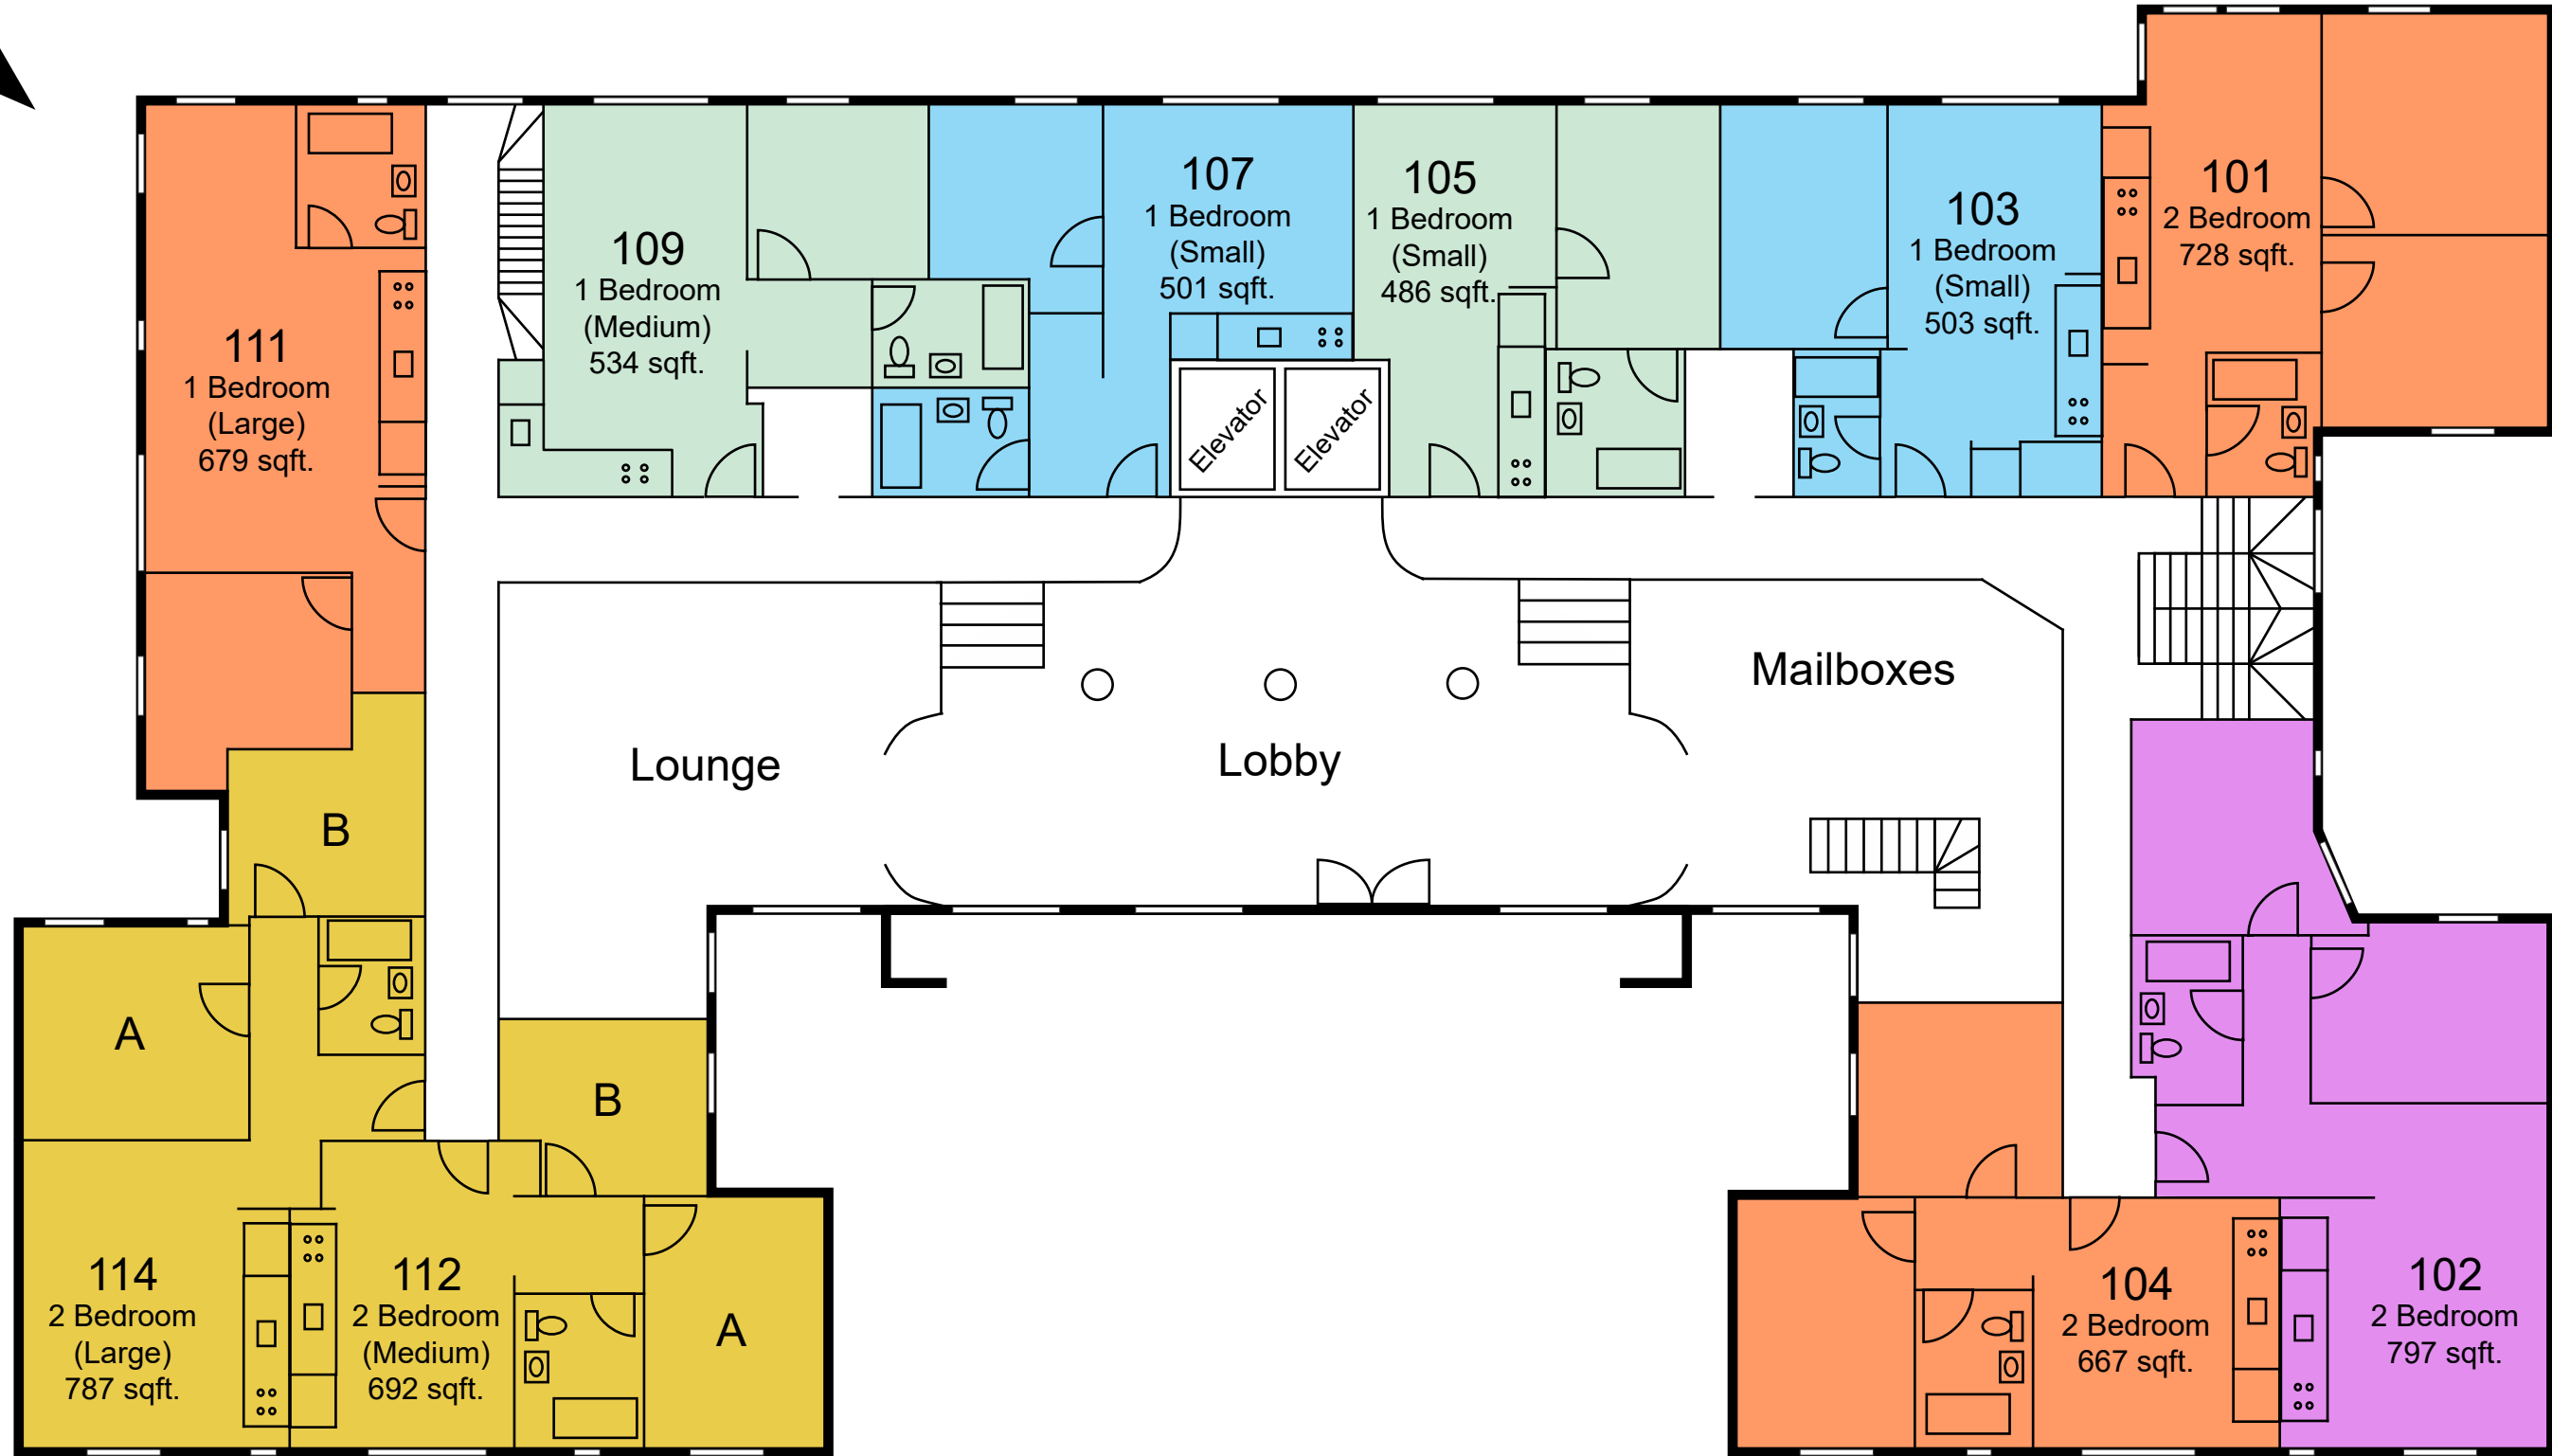 101
2 Bedroom
728 sqft.
107
1 Bedroom
(Small)
501 sqft.
105
1 Bedroom
(Small)
486 sqft.
103
1 Bedroom
(Small)
503 sqft.
109
1 Bedroom
(Medium)
534 sqft.
111
1 Bedroom
(Large)
679 sqft.
Elevator
Elevator
Mailboxes
Lounge
Lobby
B
A
B
114
2 Bedroom
(Large)
787 sqft.
112
2 Bedroom
(Medium)
692 sqft.
A
104
2 Bedroom
667 sqft.
102
2 Bedroom
797 sqft.